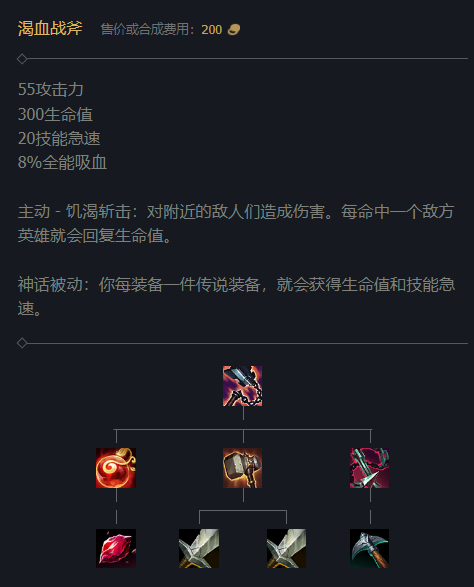 渴血战斧 售价或合成费用：200
55攻击力
300生命值
20技能急速
8%全能吸血
主动 - 饥渴斩击：对附近的敌人们造成伤害。每命中一个敌方
英雄就会回复生命值。
神话被动：你每装备一件传说装备，就会获得生命值和技能急
速。